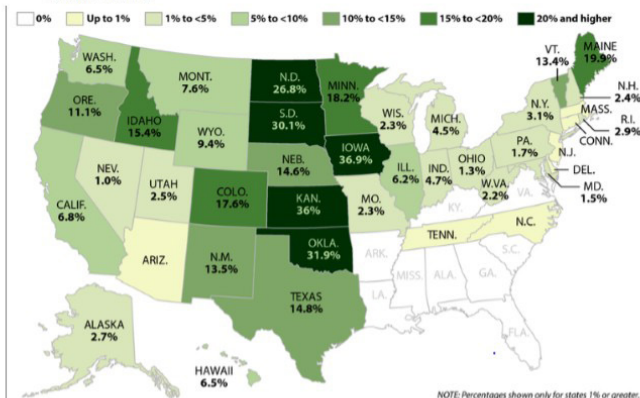 0%
Up to 1%
1% to <5%
5% to <10%
10% to <15%
15% to <20%
20% and higher
WASH.
6.5%
ORE.
11.1%
CALIF.
6.8%
NEV.
1.0%
IDAHO
15.4%
MONT.
7.6%
WYO.
9.4%
UTAH
2.5%
ARIZ.
COLO.
17.6%
N.M.
13.5%
N.D.
26.8%
S.D.
30.1%
NEB.
14.6%
KAN.
36%
OKLA.
31.9%
TEXAS
14.8%
MINN.
18.2%
IOWA
36.9%
MO.
2.3%
ARK.
LA.
WIS.
2.3%
ILL.
6.2%
MICH.
4.5%
IND.
4.7%
OHIO
1.3%
KY.
TENN.
MISS.
ALA.
GA.
FLA.
S.C.
N.C.
VA.
W.VA.
2.2%
PA.
1.7%
N.Y.
3.1%
VT.
13.4%
MAINE
19.9%
N.H.
2.4%
MASS.
R.I.
2.9%
CONN.
N.J.
DEL.
MD.
1.5%
ALASKA
2.7%
HAWAII
6.5%
NOTE: Percentages shown only for states 1% or greater.